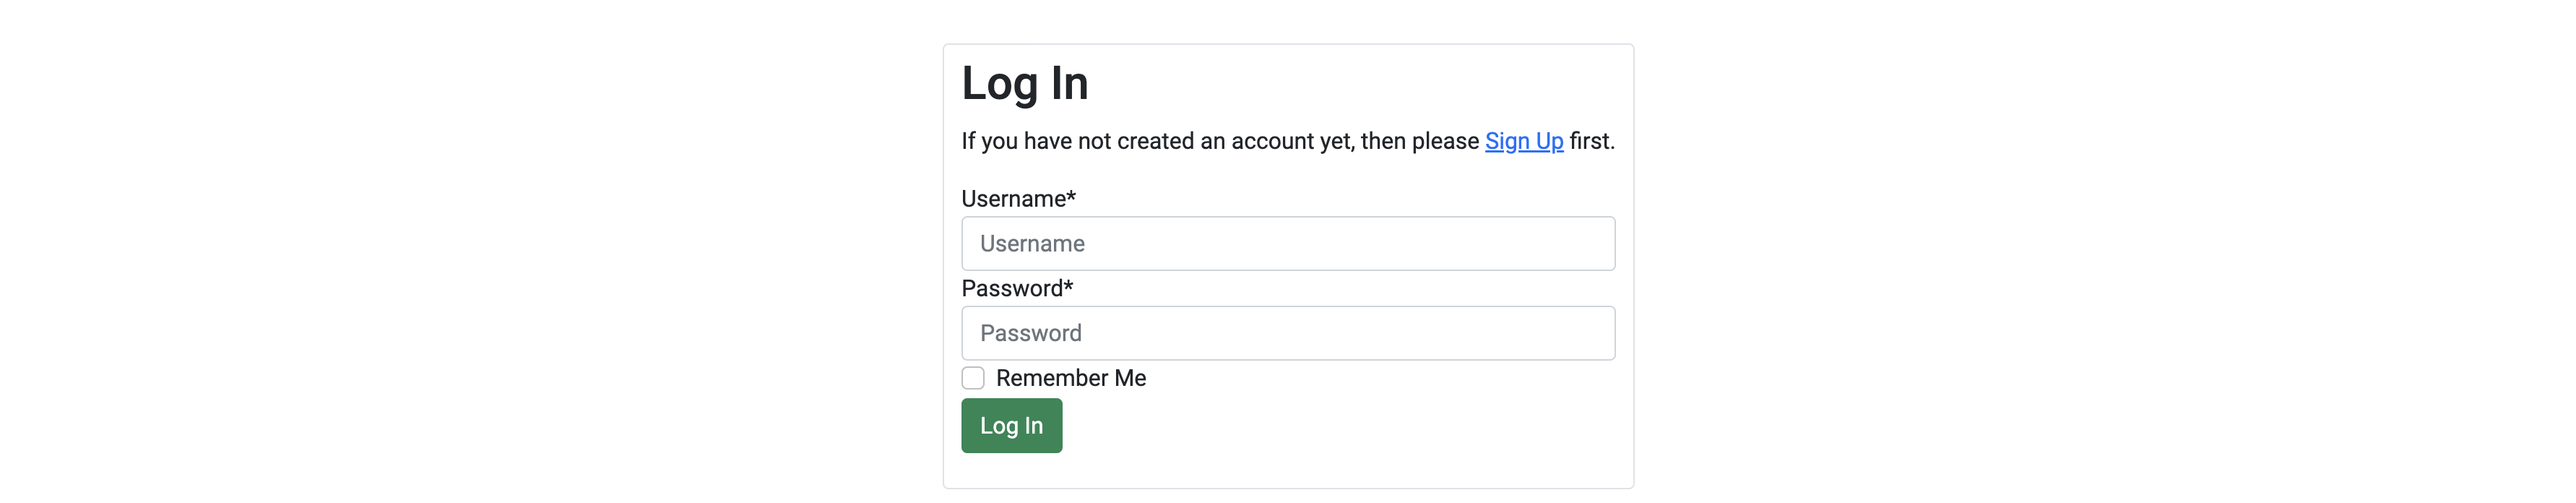 Log In
If you have not created an account yet, then please Sign Up first.
Username*
Username
Password*
Password
Remember Me
Log In